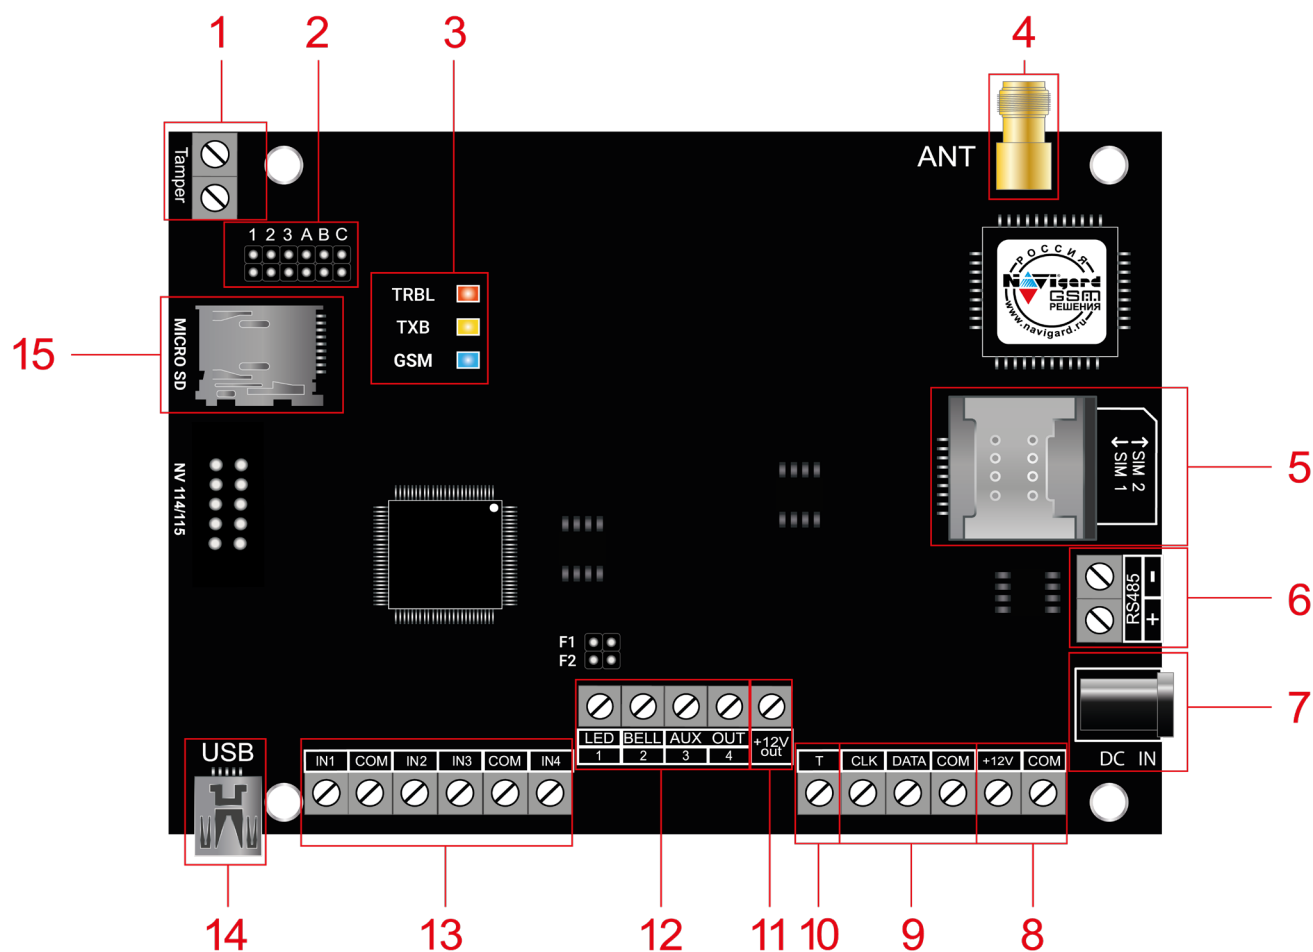 1
2
3
4
Tamper
ANT
1 2 3 A B C
TRBL
TXB
GSM
РОССИЯ
Navigard
GSM
РЕШЕНИЯ
www.navigard.ru
15
MICRO SD
SIM 2
SIM 1
5
NV 114/115
RS485
- +
6
F1
F2
7
DC IN
LED BELL AUX OUT +12V out
1 2 3 4
USB
IN1 COM IN2 IN3 COM IN4
T CLK DATA COM +12V COM
14
13
12
11
10
9
8